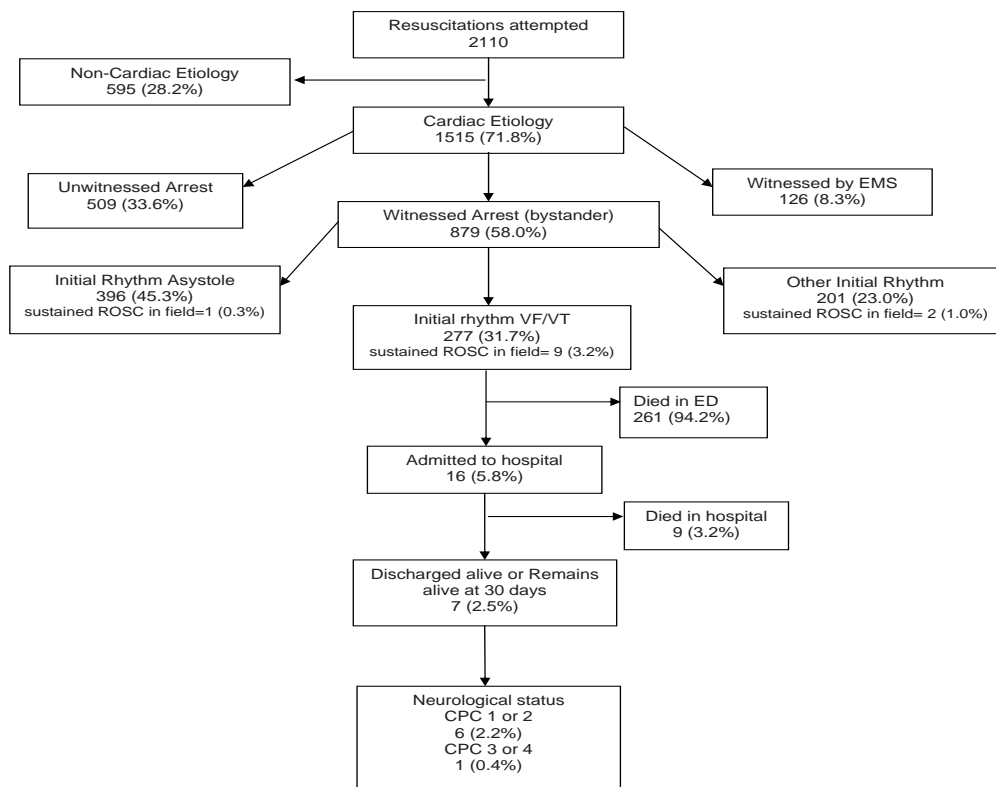 Resuscitations attempted
2110
Non-Cardiac Etiology
595 (28.2%)
Cardiac Etiology
1515 (71.8%)
Unwitnessed Arrest
509 (33.6%)
Witnessed by EMS
126 (8.3%)
Witnessed Arrest (bystander)
879 (58.0%)
Initial Rhythm Asystole
396 (45.3%)
sustained ROSC in field=1 (0.3%)
Other Initial Rhythm
201 (23.0%)
sustained ROSC in field= 2 (1.0%)
Initial rhythm VF/VT
277 (31.7%)
sustained ROSC in field= 9 (3.2%)
Died in ED
261 (94.2%)
Admitted to hospital
16 (5.8%)
Died in hospital
9 (3.2%)
Discharged alive or Remains
alive at 30 days
7 (2.5%)
Neurological status
CPC 1 or 2
6 (2.2%)
CPC 3 or 4
1 (0.4%)